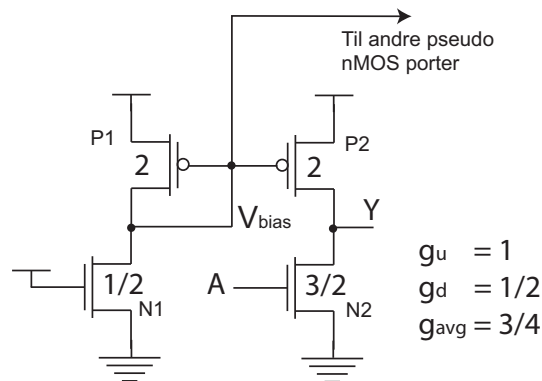 Til andre pseudo
nMOS porter
P1
P2
2
2
Vbias
Y
1/2
A
3/2
N1
N2
gu = 1
gd = 1/2
gavg = 3/4